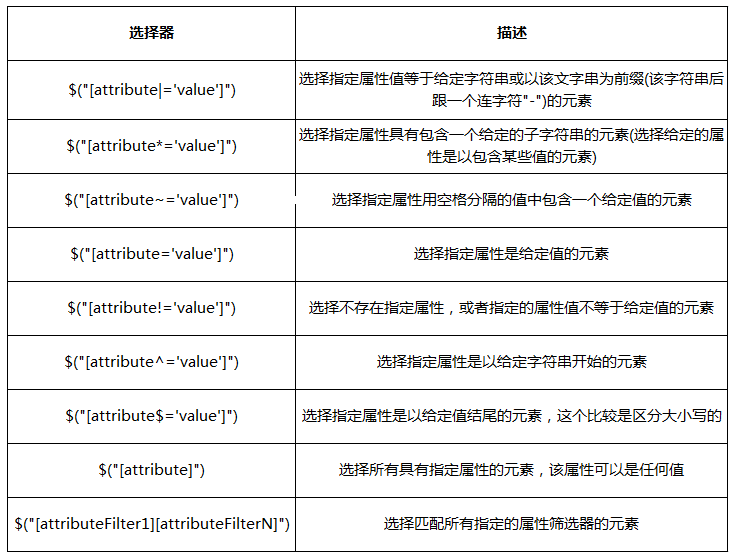 选择器
描述
$("[attribute|='value']")
选择指定属性值等于给定字符串或以该文字串为前缀(该字符串后
跟一个连字符"-")的元素
$("[attribute*='value']")
选择指定属性具有包含一个给定的子字符串的元素(选择给定的属
性是以包含某些值的元素)
$("[attribute~='value']")
选择指定属性用空格分隔的值中包含一个给定值的元素
$("[attribute='value']")
选择指定属性是给定值的元素
$("[attribute!='value']")
选择不存在指定属性，或者指定的属性值不等于给定值的元素
$("[attribute^='value']")
选择指定属性是以给定字符串开始的元素
$("[attribute$='value']")
选择指定属性是以给定值结尾的元素，这个比较是区分大小写的
$("[attribute]")
选择所有具有指定属性的元素，该属性可以是任何值
$("[attributeFilter1][attributeFilterN]")
选择匹配所有指定的属性筛选器的元素